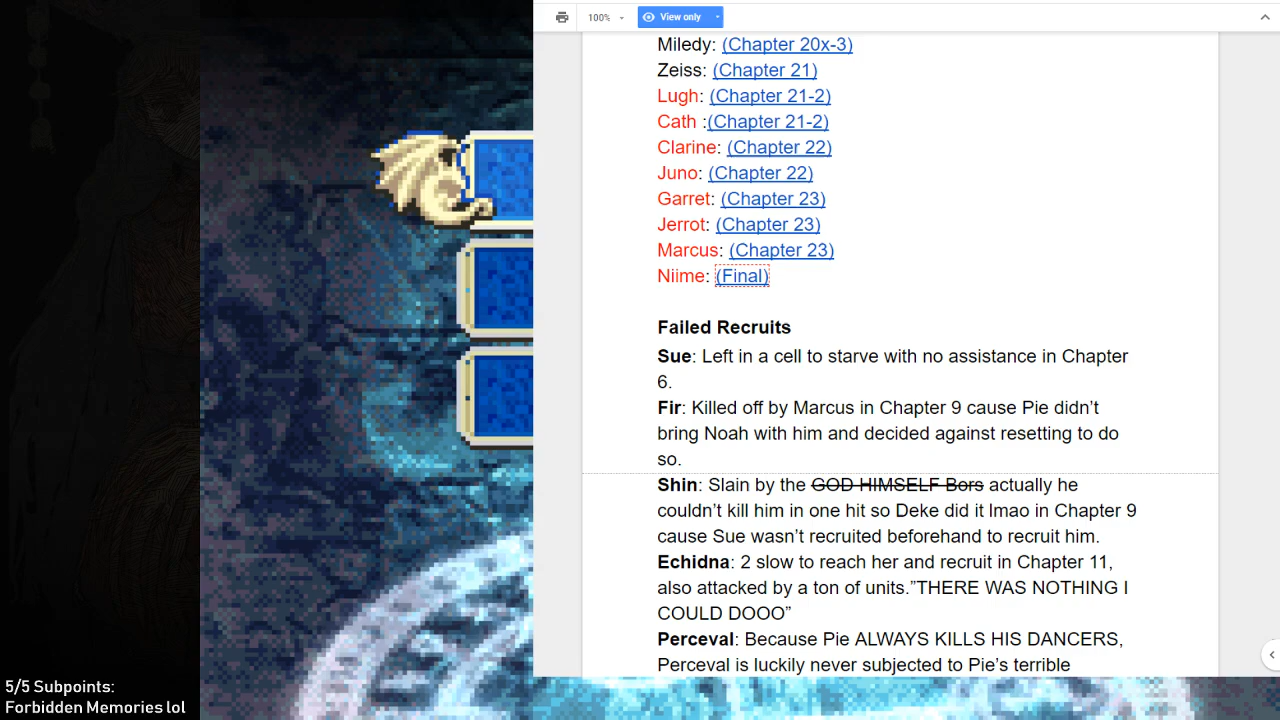 100%
View only
Miledy: (Chapter 20x-3)
Zeiss: (Chapter 21)
Lugh: (Chapter 21-2)
Cath :(Chapter 21-2)
Clarine: (Chapter 22)
Juno: (Chapter 22)
Garret: (Chapter 23)
Jerrot: (Chapter 23)
Marcus: (Chapter 23)
Niime: (Final)
Failed Recruits
Sue: Left in a cell to starve with no assistance in Chapter
6.
Fir: Killed off by Marcus in Chapter 9 cause Pie didn’t
bring Noah with him and decided against resetting to do
so.
Shin: Slain by the GOD HIMSELF Bors actually he
couldn’t kill him in one hit so Deke did it lmao in Chapter 9
cause Sue wasn’t recruited beforehand to recruit him.
Echidna: 2 slow to reach her and recruit in Chapter 11,
also attacked by a ton of units.”THERE WAS NOTHING I
COULD DOOO”
Perceval: Because Pie ALWAYS KILLS HIS DANCERS,
Perceval is luckily never subjected to Pie’s terrible
5/5 Subpoints:
Forbidden Memories lol